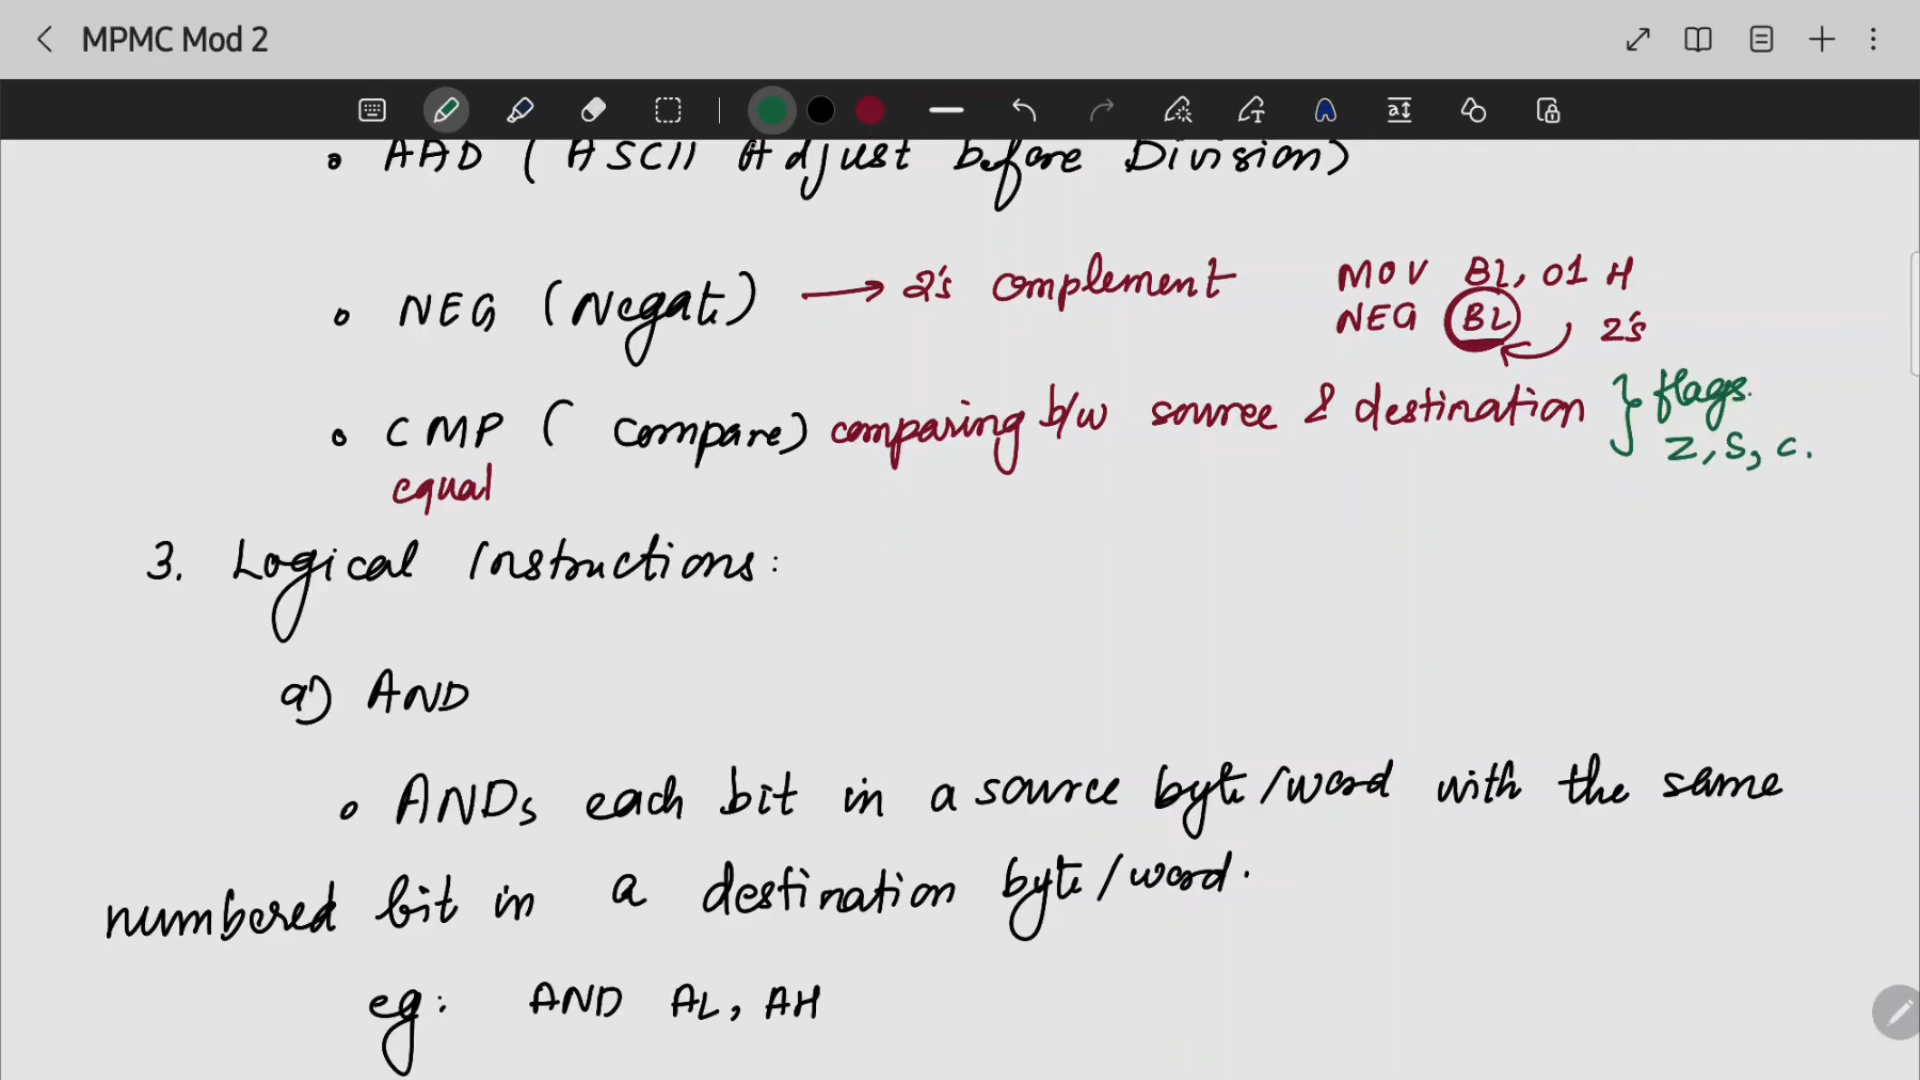 MPMC Mod 2
• AAD (ASCII Adjust before Division)
• NEG (Negate) → 2's complement
MOV BL, 01 H
NEG BL 2's
• CMP (compare) comparing b/w source & destination } flags.
Z, S, C.
equal
3. Logical Instructions:
a) AND
• ANDs each bit in a source byte/word with the same
numbered bit in a destination byte/word.
eg: AND AL, AH